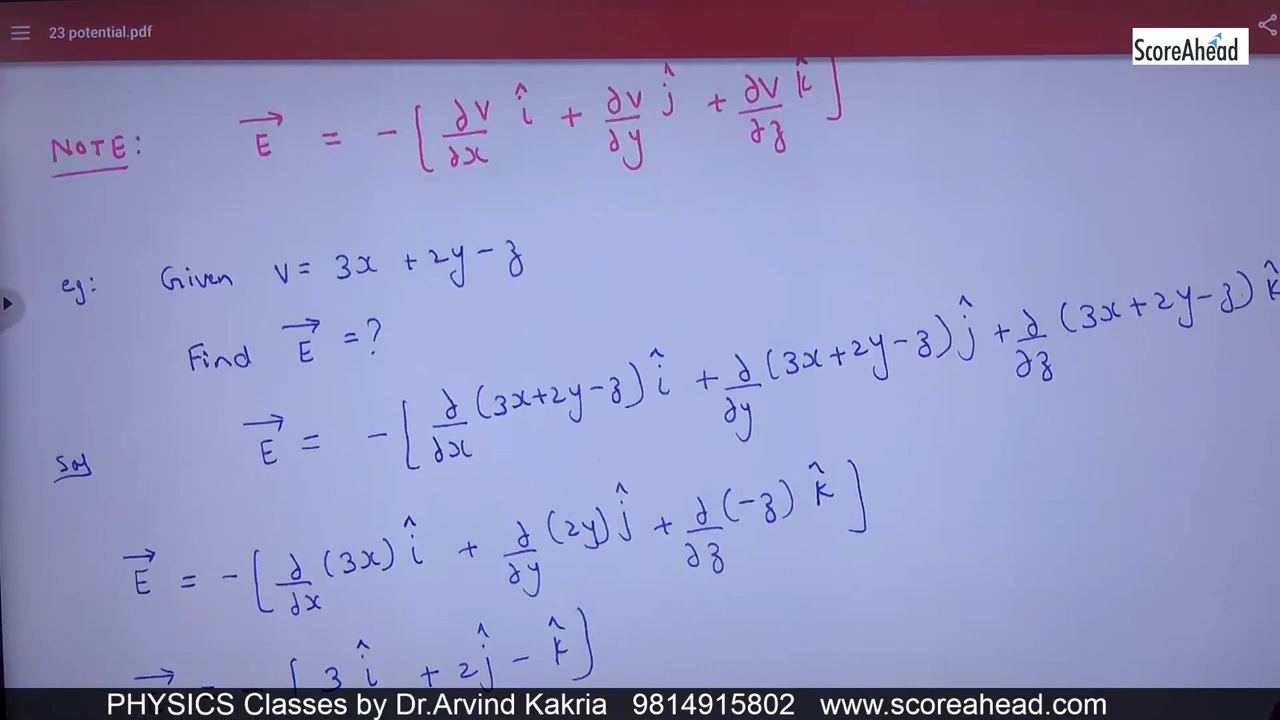 23 potential.pdf
ScoreAhead
NOTE: E⃗ = -[∂V/∂x î + ∂V/∂y ĵ + ∂V/∂z k̂]
eg: Given V = 3x + 2y - z
Find E⃗ = ?
Sol E⃗ = -[∂/∂x (3x+2y-z) î + ∂/∂y (3x+2y-z) ĵ + ∂/∂z (3x+2y-z) k̂
E⃗ = -[∂/∂x (3x) î + ∂/∂y (2y) ĵ + ∂/∂z (-z) k̂]
[3 î + 2 ĵ - k̂]
PHYSICS Classes by Dr.Arvind Kakria 9814915802 www.scoreahead.com